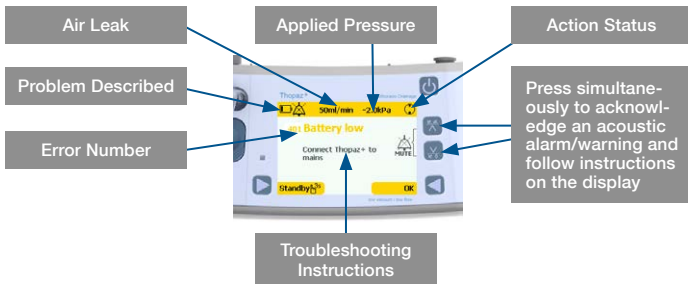 Air Leak
Applied Pressure
Action Status
Problem Described
Error Number
Press simultane-
ously to acknowl-
edge an acoustic
alarm/warning and
follow instructions
on the display
Thopaz+
50ml/min -2.0kPa
Battery low
Connect Thopaz+ to
mains
MUTE
Standby
OK
Troubleshooting
Instructions